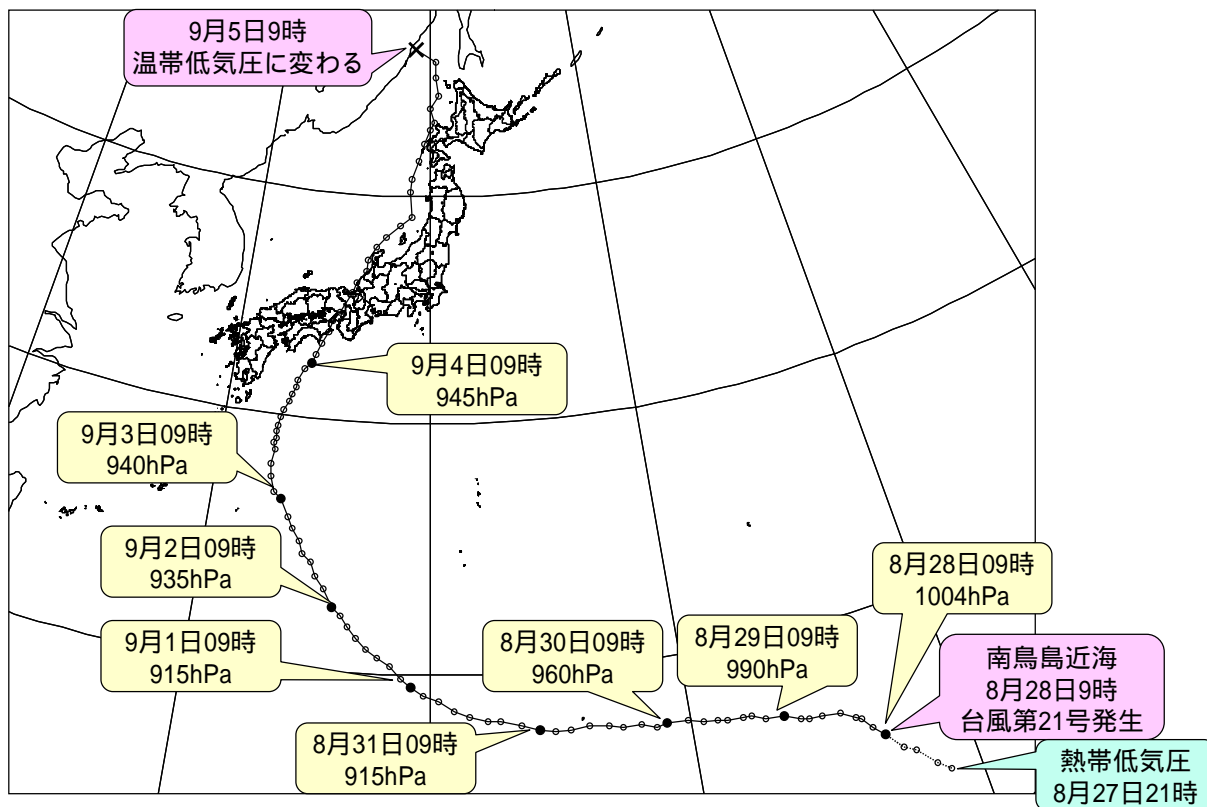 9月5日9時
温帯低気圧に変わる
9月4日09時
945hPa
9月3日09時
940hPa
9月2日09時
935hPa
9月1日09時
915hPa
8月31日09時
915hPa
8月30日09時
960hPa
8月29日09時
990hPa
8月28日09時
1004hPa
南鳥島近海
8月28日9時
台風第21号発生
熱帯低気圧
8月27日21時